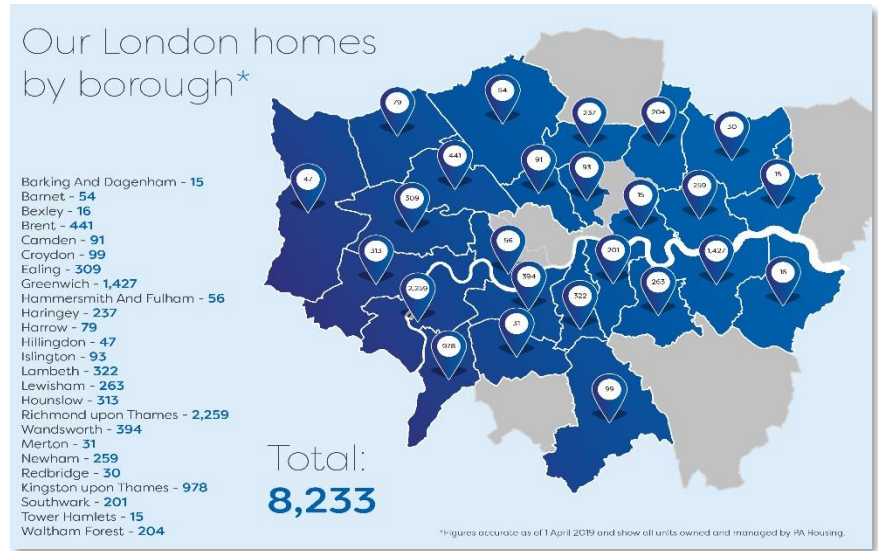 Our London homes
by borough*
Barking And Dagenham - 15
Barnet - 54
Bexley - 16
Brent - 441
Camden - 91
Croydon - 99
Ealing - 309
Greenwich - 1,427
Hammersmith And Fulham - 56
Haringey - 237
Harrow - 79
Hillingdon - 47
Islington - 93
Lambeth - 322
Lewisham - 263
Hounslow - 313
Richmond upon Thames - 2,259
Wandsworth - 394
Merton - 31
Newham - 259
Redbridge - 30
Kingston upon Thames - 978
Southwark - 201
Tower Hamlets - 15
Waltham Forest - 204
Total:
8,233
54
79
237
204
30
441
91
93
47
15
259
309
15
56
313
201
1,427
394
263
16
2,259
322
31
978
99
*Figures accurate as of 1 April 2019 and show all units owned and managed by PA Housing.